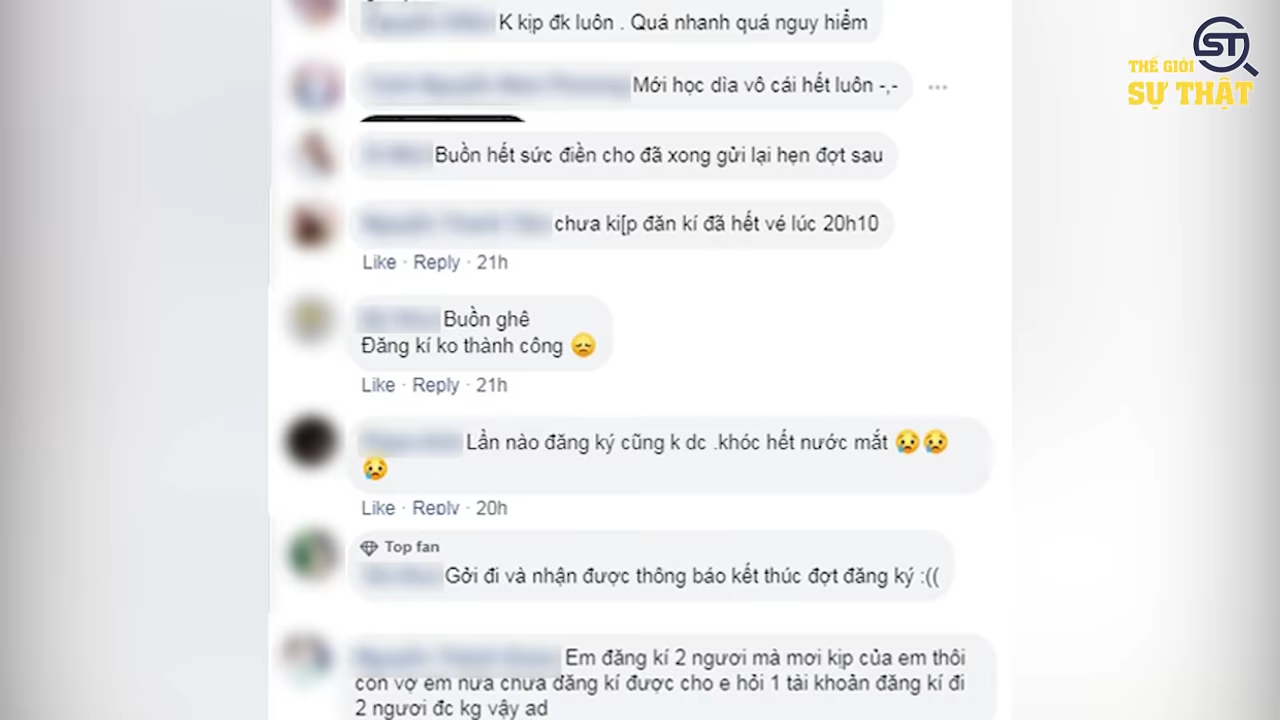 K kịp đk luôn . Quá nhanh quá nguy hiểm
ST
THẾ GIỚI
SỰ THẬT
Mới học dìa vô cái hết luôn -,-
Buồn hết sức điền cho đã xong gửi lại hẹn đợt sau
chưa ki[p đăn kí đã hết vé lúc 20h10
Like · Reply · 21h
Buồn ghê
Đăng kí ko thành công 😞
Like · Reply · 21h
Lần nào đăng ký cũng k dc .khóc hết nước mắt 😢😢
😢
Like · Reply · 20h
Top fan
Gởi đi và nhận được thông báo kết thúc đợt đăng ký :((
Em đăng kí 2 ngươi mà mơi kịp của em thôi
con vợ em nưa chưa đăng kí được cho e hỏi 1 tài khoản đăng kí đi
2 ngươi đc kg vậy ad